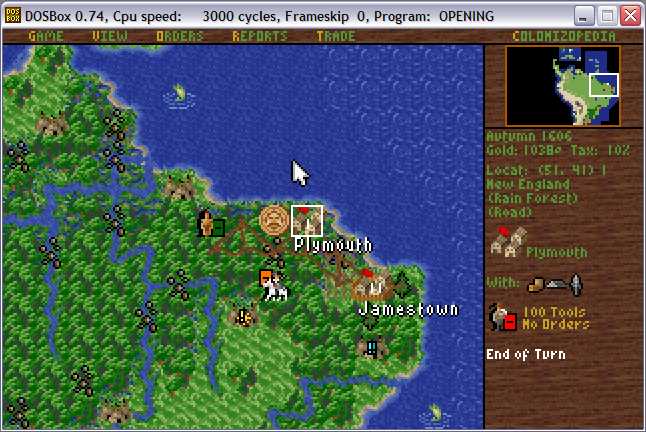 DOSBox 0.74, Cpu speed: 3000 cycles, Frameskip 0, Program: OPENING
GAME VIEW ORDERS REPORTS TRADE COLONIZOPEDIA
Autumn 1606
Gold: 1038e Tax: 10%
Locat: (51, 41) 1
New England
(Rain Forest)
(Road)
Plymouth
With:
100 Tools
No Orders
End of Turn
Plymouth
Jamestown